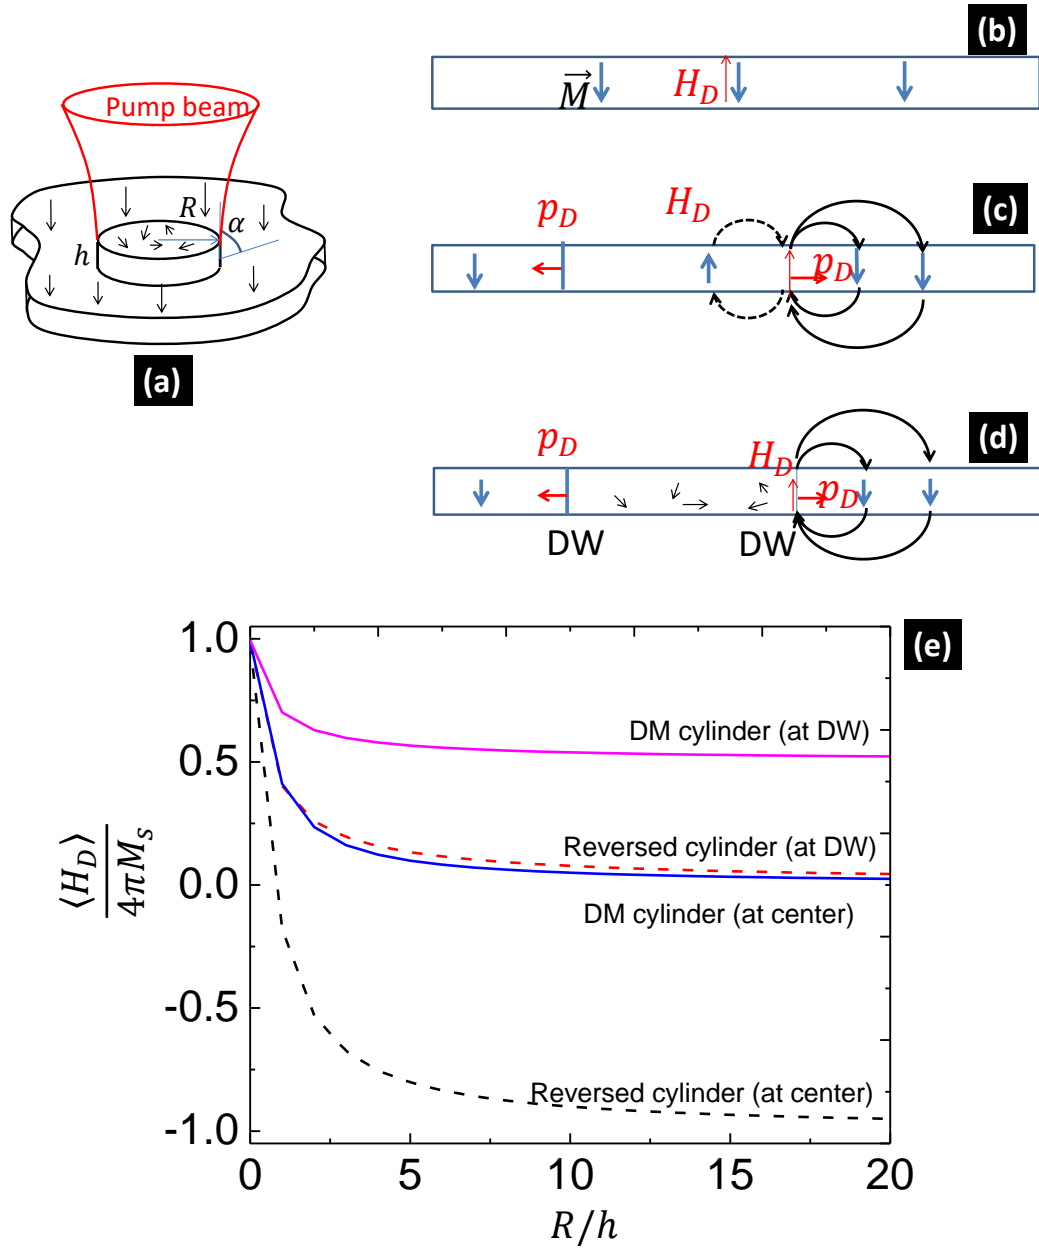 Pump beam
R
α
h
(a)
(b)
M⃗
H_D
(c)
p_D
H_D
p_D
(d)
p_D
H_D
p_D
DW
DW
(e)
1.0
0.5
0.0
-0.5
-1.0
⟨H_D⟩
4πM_s
DM cylinder (at DW)
Reversed cylinder (at DW)
DM cylinder (at center)
Reversed cylinder (at center)
0
5
10
15
20
R/h